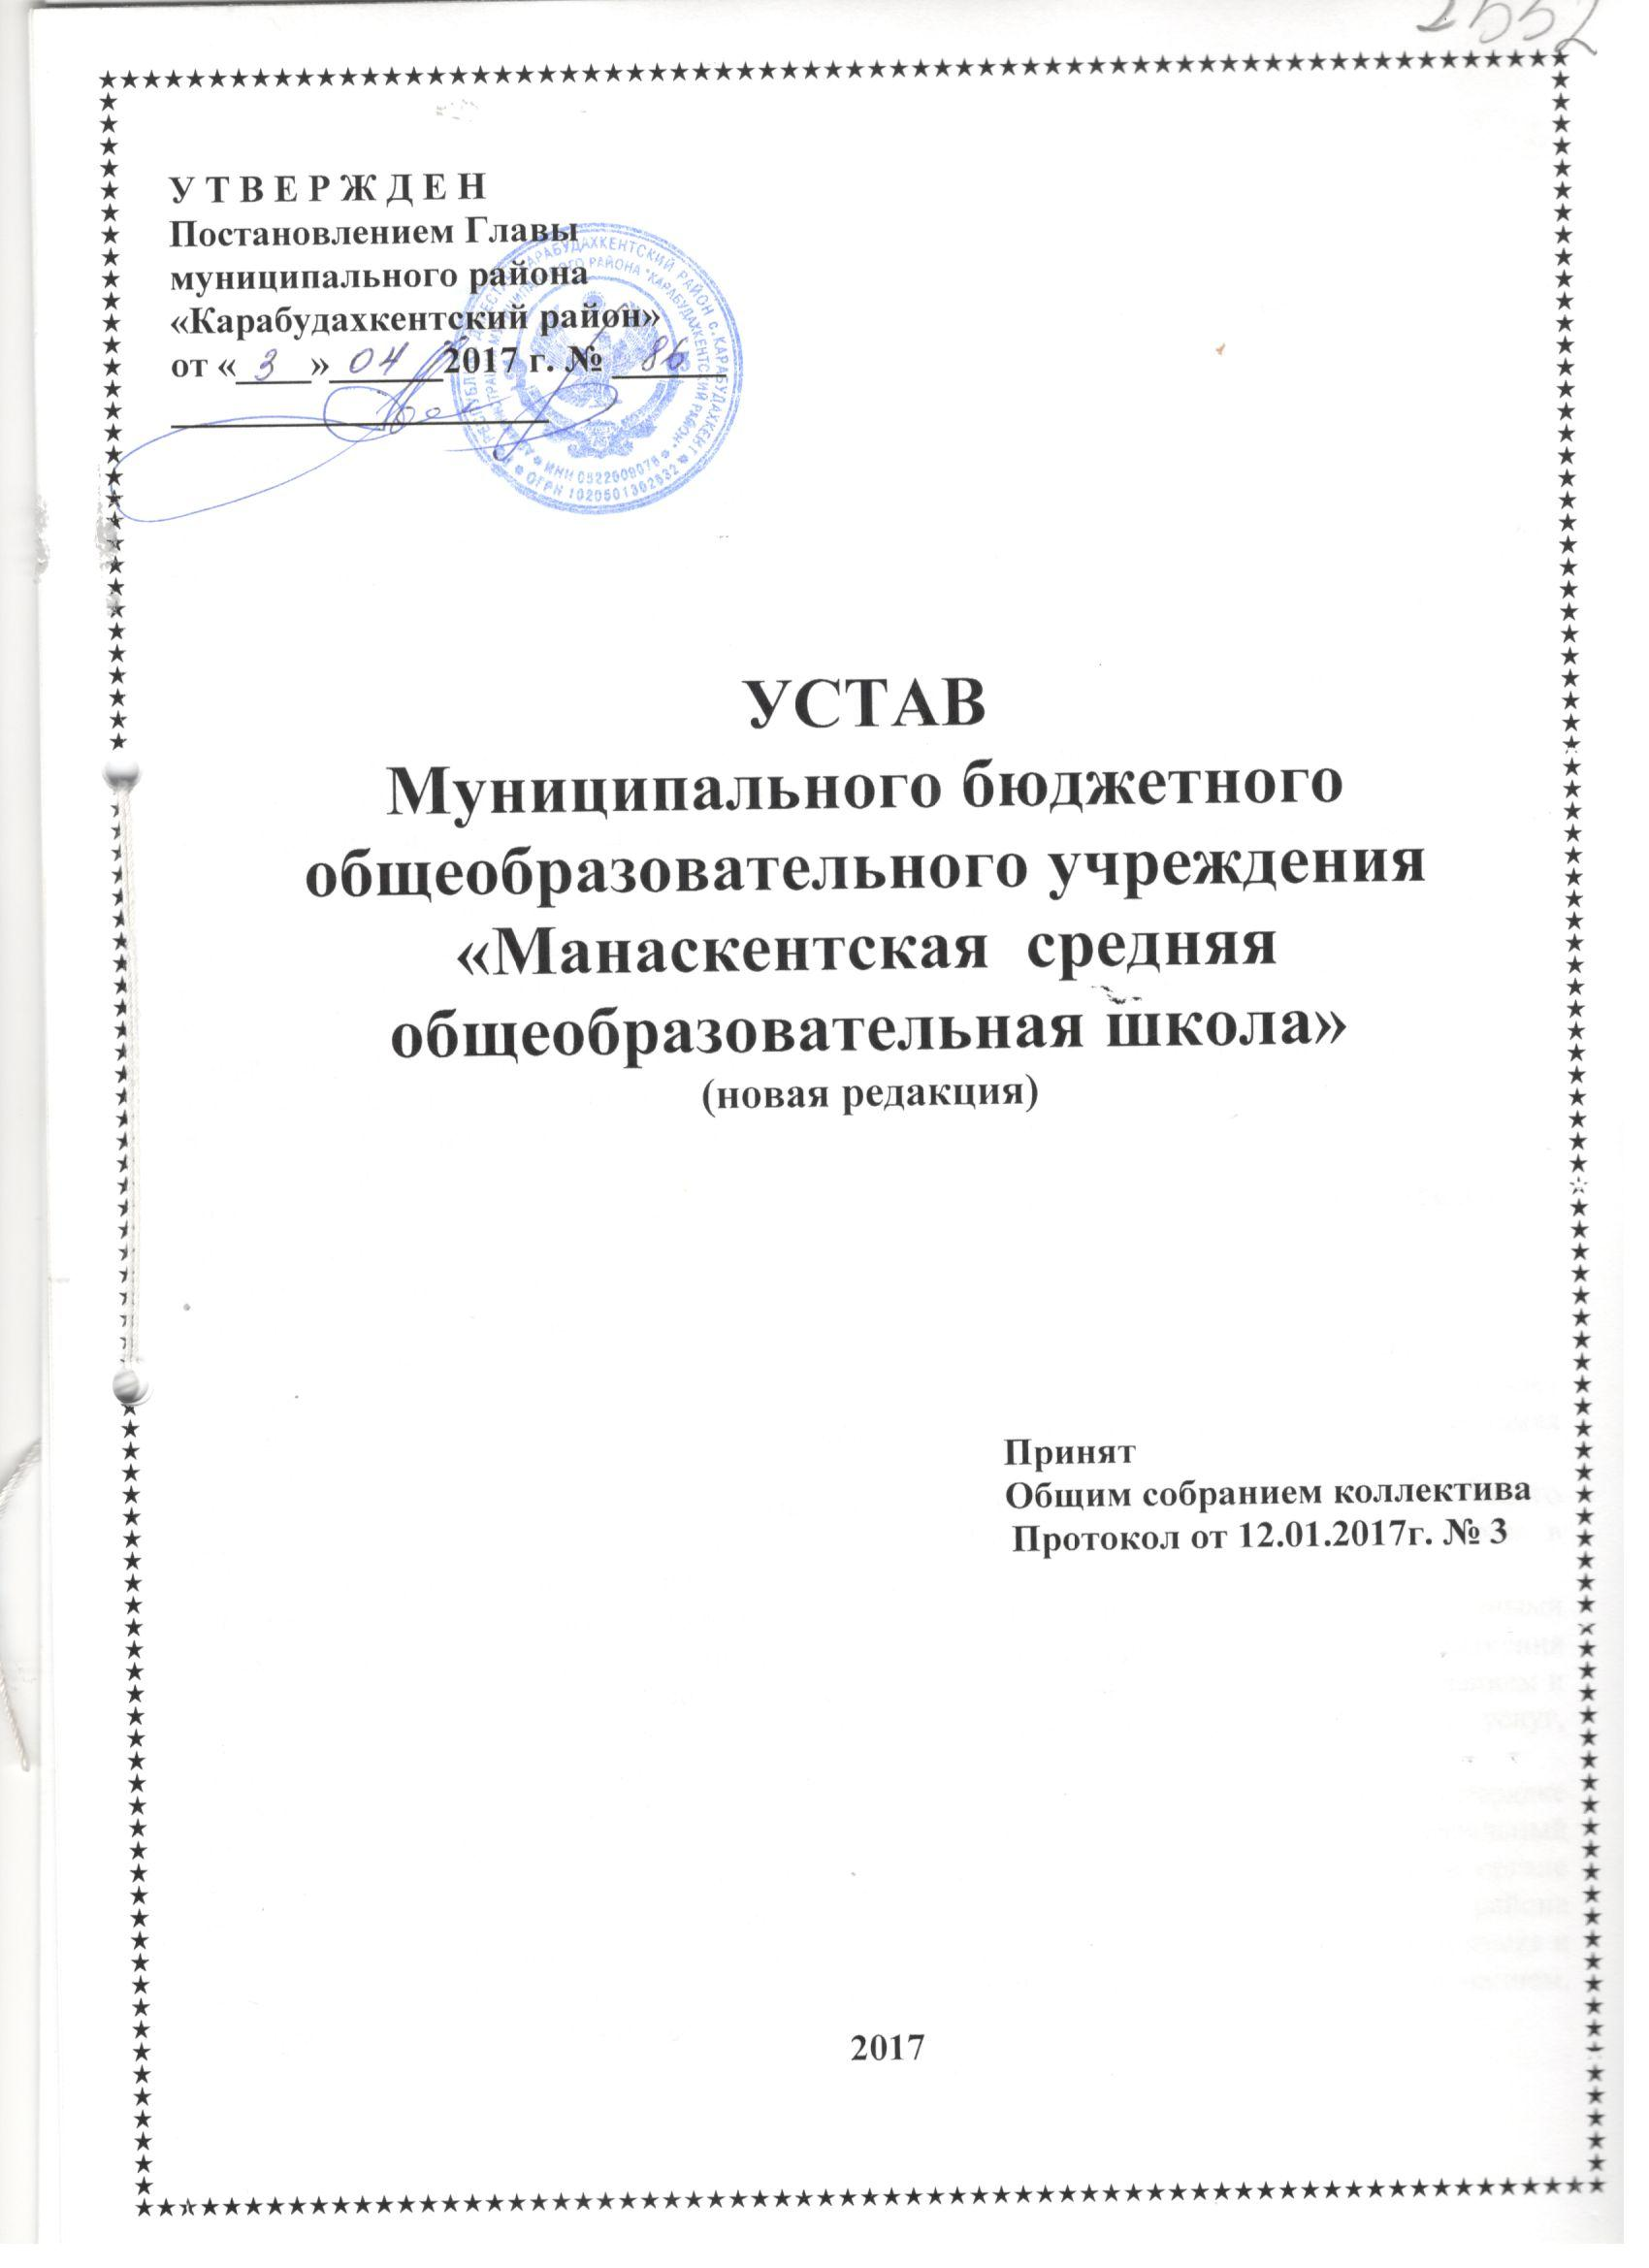 2552
У Т В Е Р Ж Д Е Н
Постановлением Главы
муниципального района
«Карабудахкентский район»
от « 3 » 04 2017 г. № 86
УСТАВ
Муниципального бюджетного
общеобразовательного учреждения
«Манаскентская средняя
общеобразовательная школа»
(новая редакция)
Принят
Общим собранием коллектива
Протокол от 12.01.2017г. № 3
2017